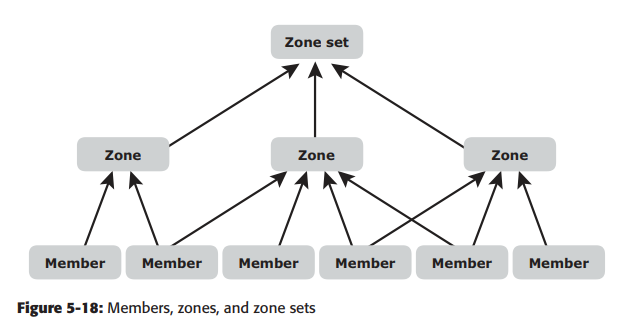 Zone set
Zone Zone Zone
Member Member Member Member Member Member
Figure 5-18: Members, zones, and zone sets